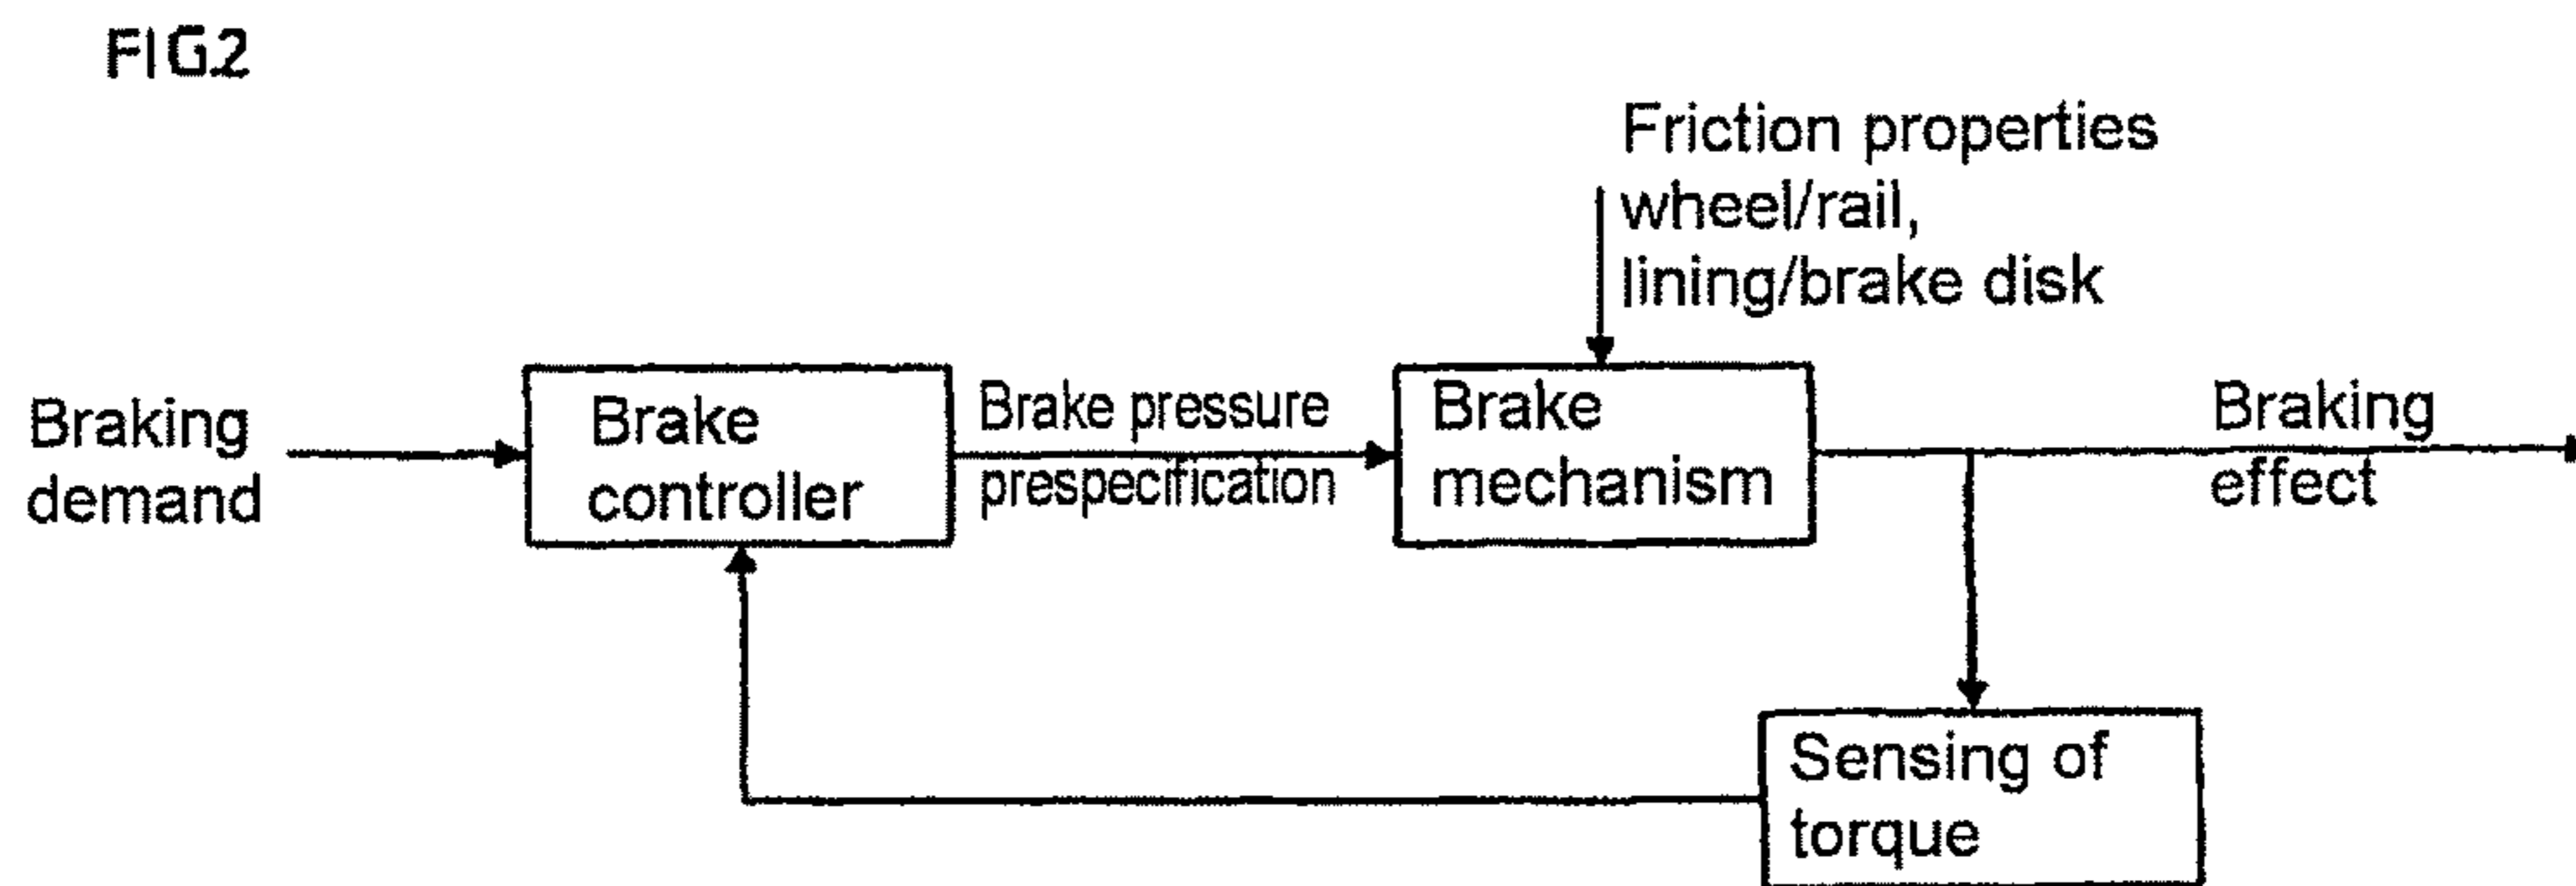 FIG.2
Friction properties
wheel/rail,
lining/brake disk
Braking
demand
Brake
controller
Brake pressure
prespecification
Brake
mechanism
Braking
effect
Sensing of
torque